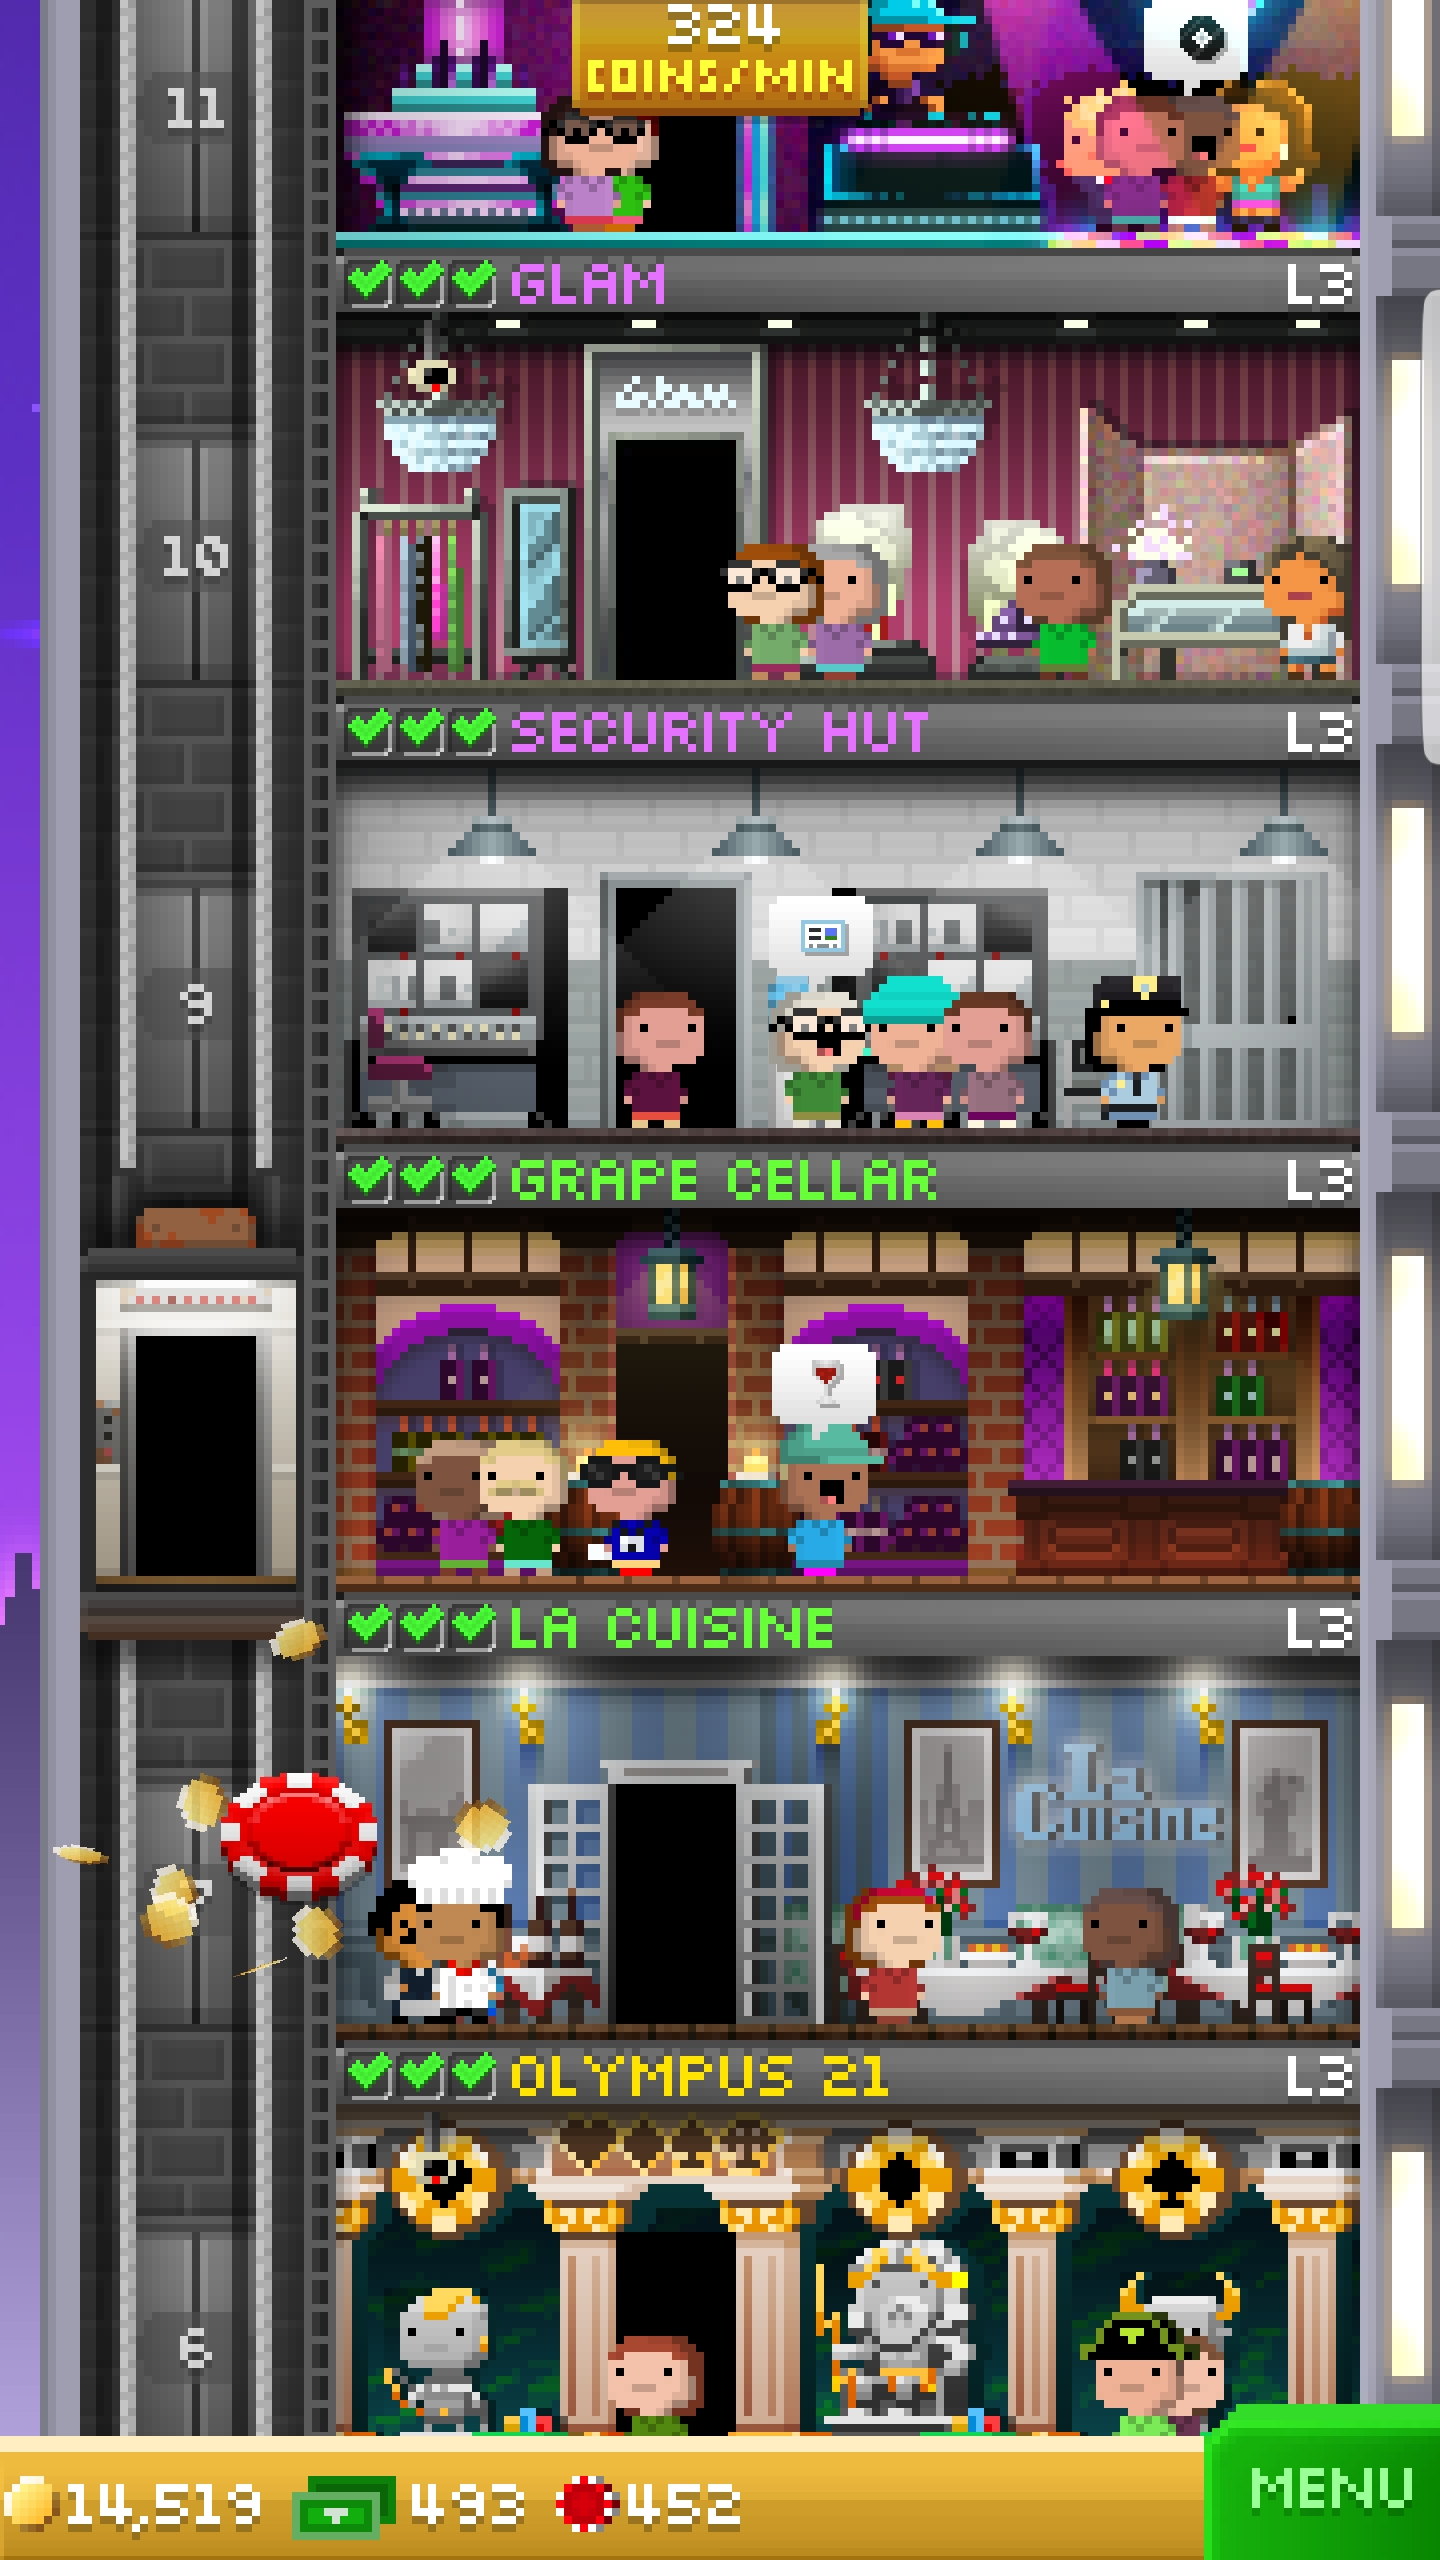 324
COINS/MIN
11
GLAM L3
Glam
10
SECURITY HUT L3
9
GRAPE CELLAR L3
LA CUISINE L3
La
Cuisine
OLYMPUS 21 L3
6
14,519 493 452
MENU